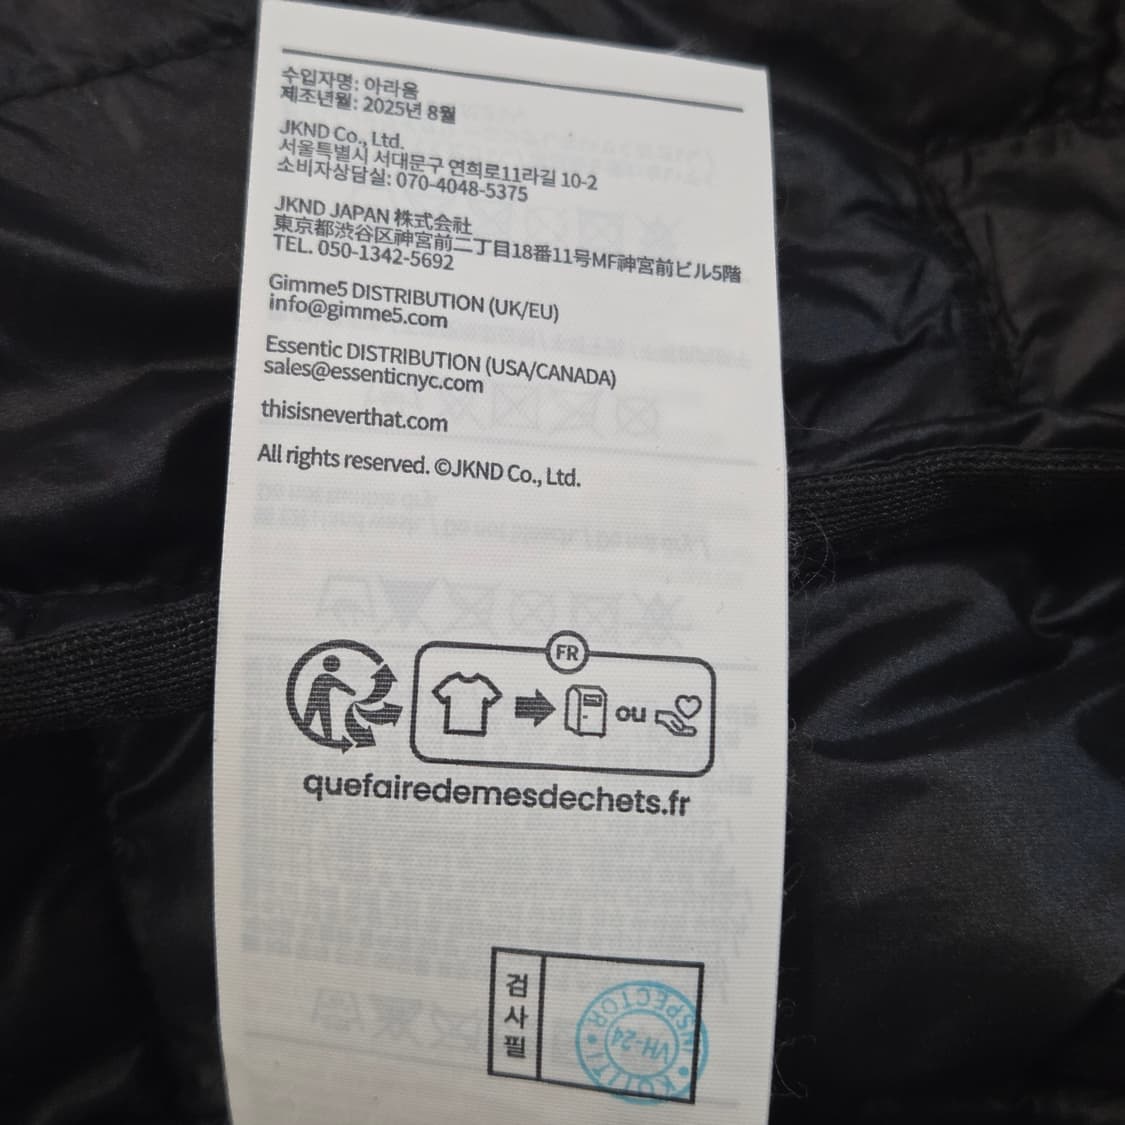 수입자명: 아라움
제조년월: 2025년 8월
JKND Co., Ltd.
서울특별시 서대문구 연희로11라길 10-2
소비자상담실: 070-4048-5375
JKND JAPAN 株式会社
東京都渋谷区神宮前二丁目18番11号MF神宮前ビル5階
TEL. 050-1342-5692
Gimme5 DISTRIBUTION (UK/EU)
info@gimme5.com
Essentic DISTRIBUTION (USA/CANADA)
sales@essenticnyc.com
thisisneverthat.com
All rights reserved. ©JKND Co., Ltd.
FR
ou
quefairedemesdechets.fr
검사필
INSPECTOR
VH-24
KOTITI